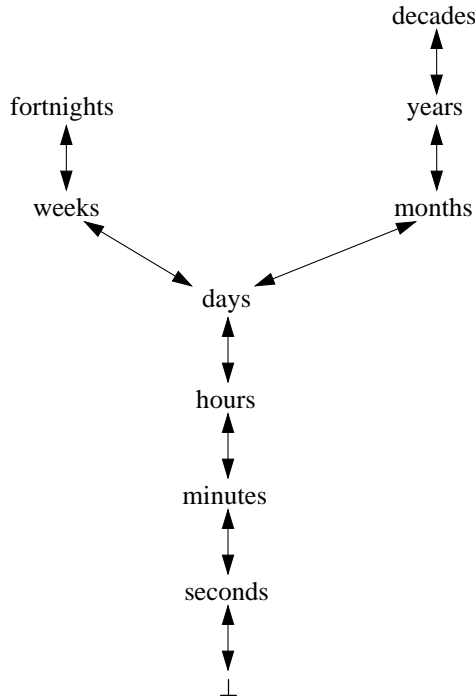 decades
fortnights years
weeks months
days
hours
minutes
seconds
⊥